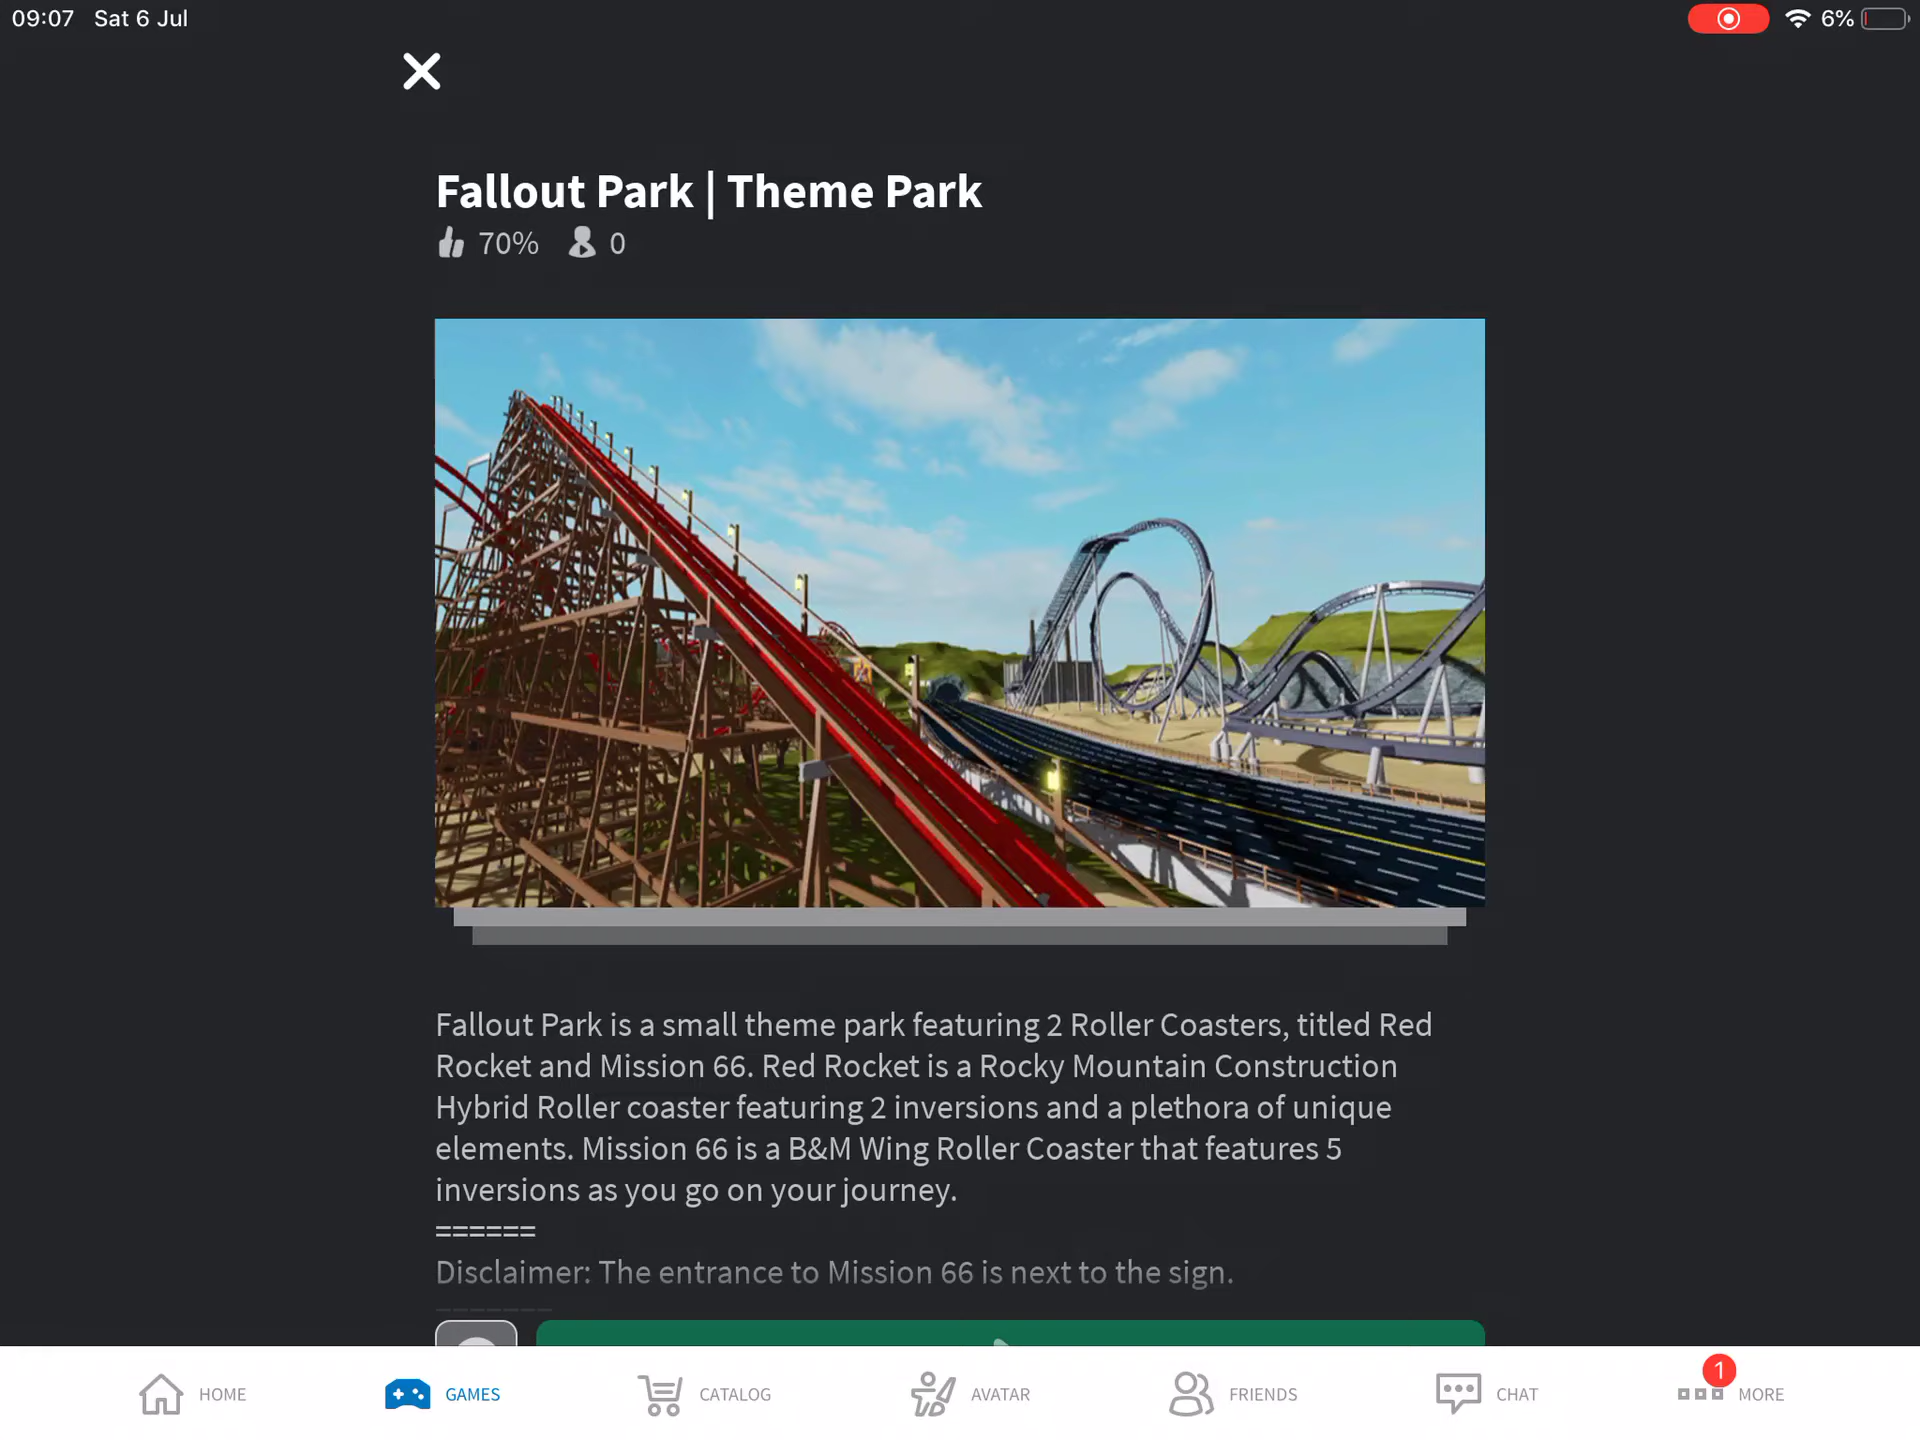 09:07 Sat 6 Jul
6%
Fallout Park | Theme Park
70% 0
Fallout Park is a small theme park featuring 2 Roller Coasters, titled Red
Rocket and Mission 66. Red Rocket is a Rocky Mountain Construction
Hybrid Roller coaster featuring 2 inversions and a plethora of unique
elements. Mission 66 is a B&M Wing Roller Coaster that features 5
inversions as you go on your journey.
======
Disclaimer: The entrance to Mission 66 is next to the sign.
=======
HOME GAMES CATALOG AVATAR FRIENDS CHAT 1 MORE